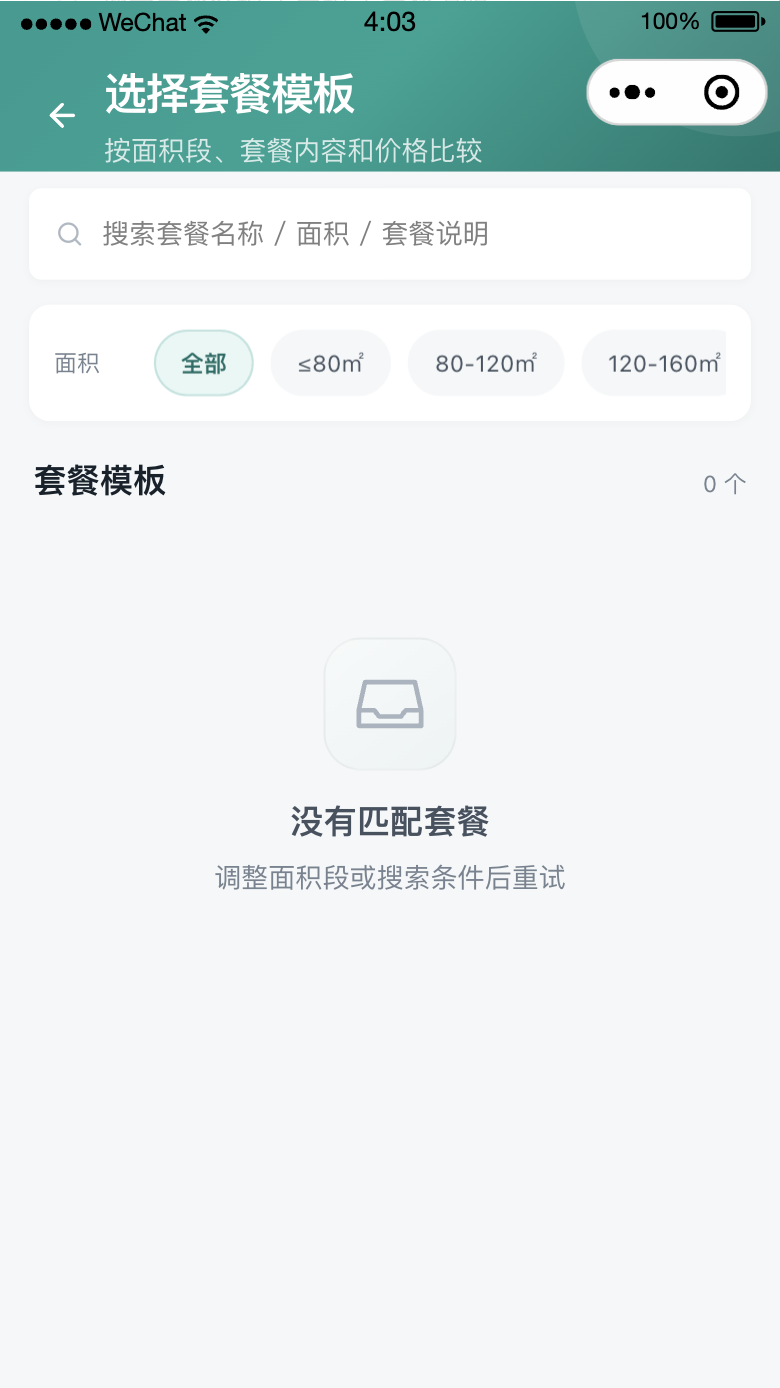 WeChat 4:03 100%
选择套餐模板
按面积段、套餐内容和价格比较
搜索套餐名称 / 面积 / 套餐说明
面积 全部 ≤80㎡ 80-120㎡ 120-160㎡
套餐模板 0 个
没有匹配套餐
调整面积段或搜索条件后重试